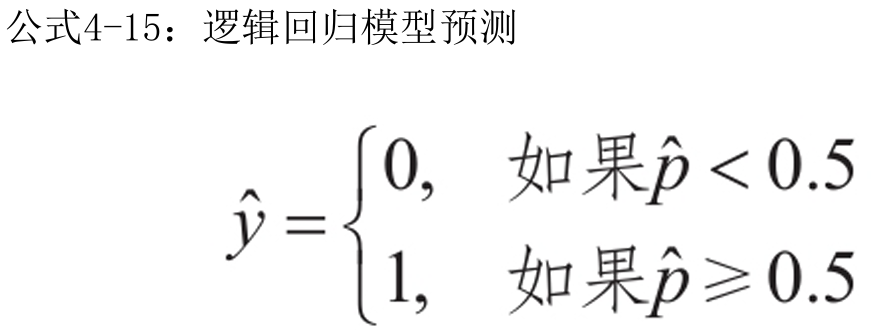 公式4-15：逻辑回归模型预测
0, 如果p̂ < 0.5
ŷ =
1, 如果p̂ ⩾ 0.5